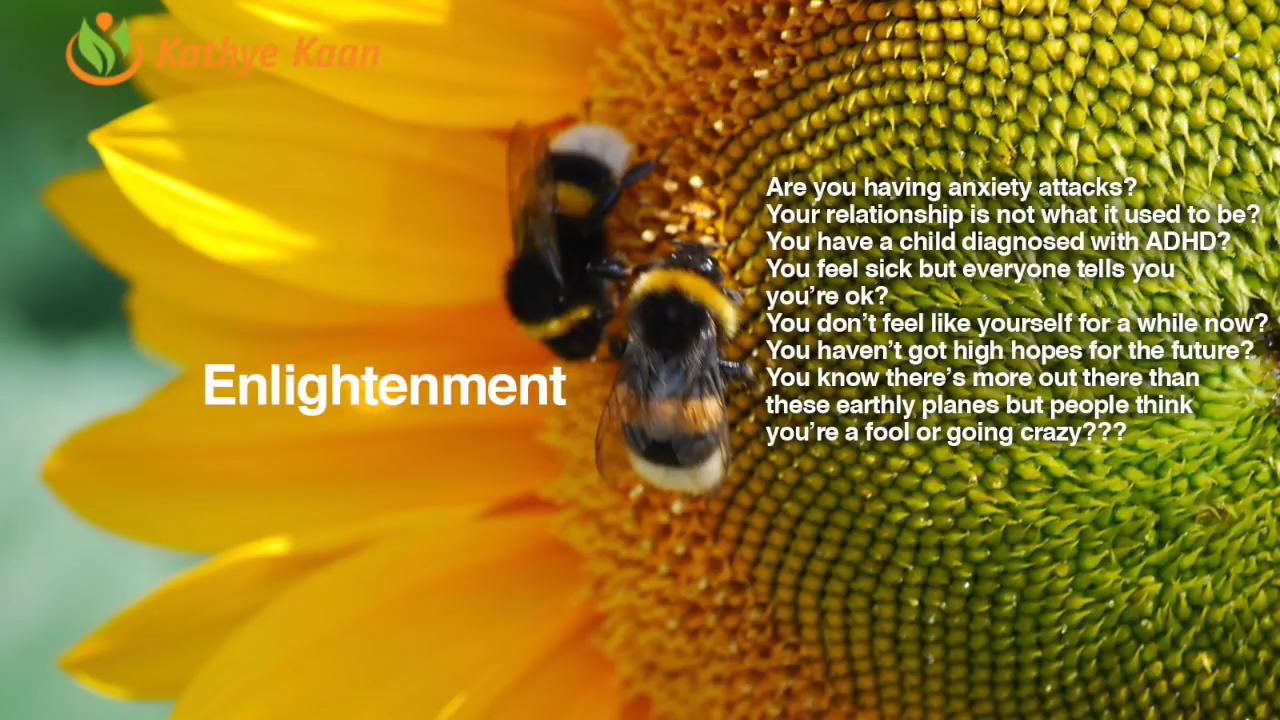 Kathye Kaan
Are you having anxiety attacks?
Your relationship is not what it used to be?
You have a child diagnosed with ADHD?
You feel sick but everyone tells you
you're ok?
You don't feel like yourself for a while now?
You haven't got high hopes for the future?
You know there's more out there than
these earthly planes but people think
you're a fool or going crazy???
Enlightenment